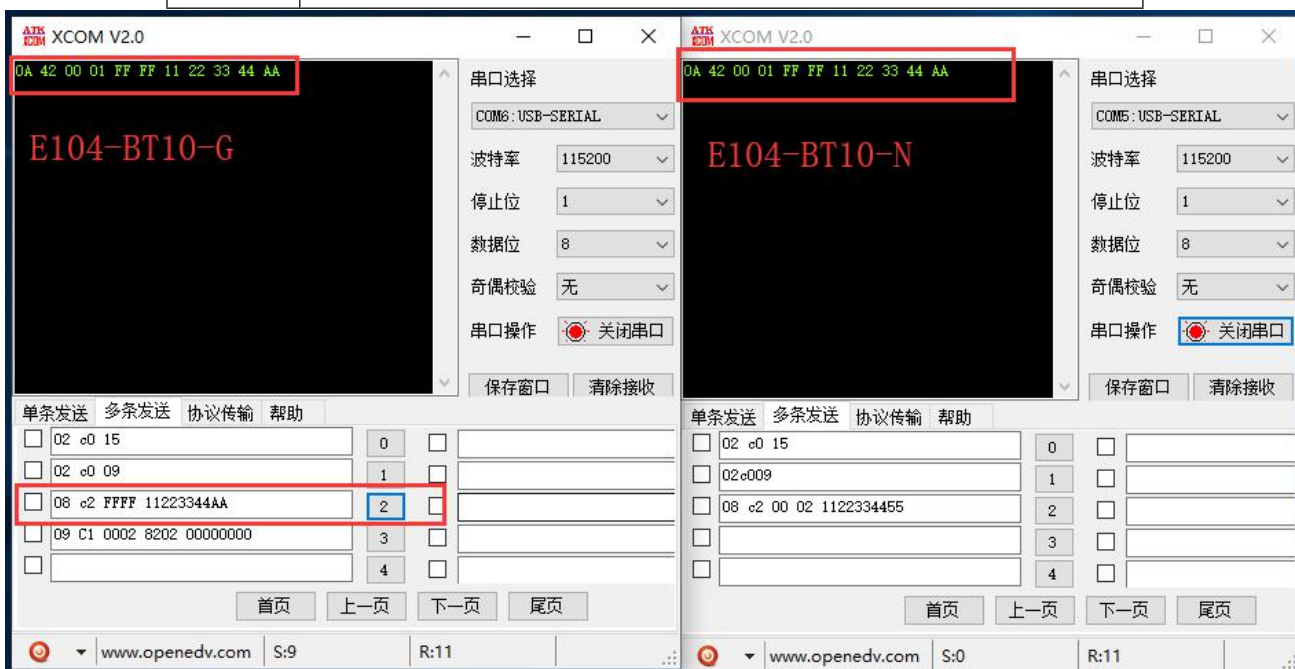 XCOM V2.0
0A 42 00 01 FF FF 11 22 33 44 AA
E104-BT10-G
串口选择
COM6:USB-SERIAL
波特率 115200
停止位 1
数据位 8
奇偶校验 无
串口操作 关闭串口
保存窗口 清除接收
单条发送 多条发送 协议传输 帮助
02 c0 15 0
02 c0 09 1
08 c2 FFFF 11223344AA 2
09 C1 0002 8202 00000000 3
4
首页 上一页 下一页 尾页
www.openedv.com S:9 R:11
XCOM V2.0
0A 42 00 01 FF FF 11 22 33 44 AA
E104-BT10-N
串口选择
COM5:USB-SERIAL
波特率 115200
停止位 1
数据位 8
奇偶校验 无
串口操作 关闭串口
保存窗口 清除接收
单条发送 多条发送 协议传输 帮助
02 c0 15 0
02c009 1
08 c2 00 02 1122334455 2
3
4
首页 上一页 下一页 尾页
www.openedv.com S:0 R:11